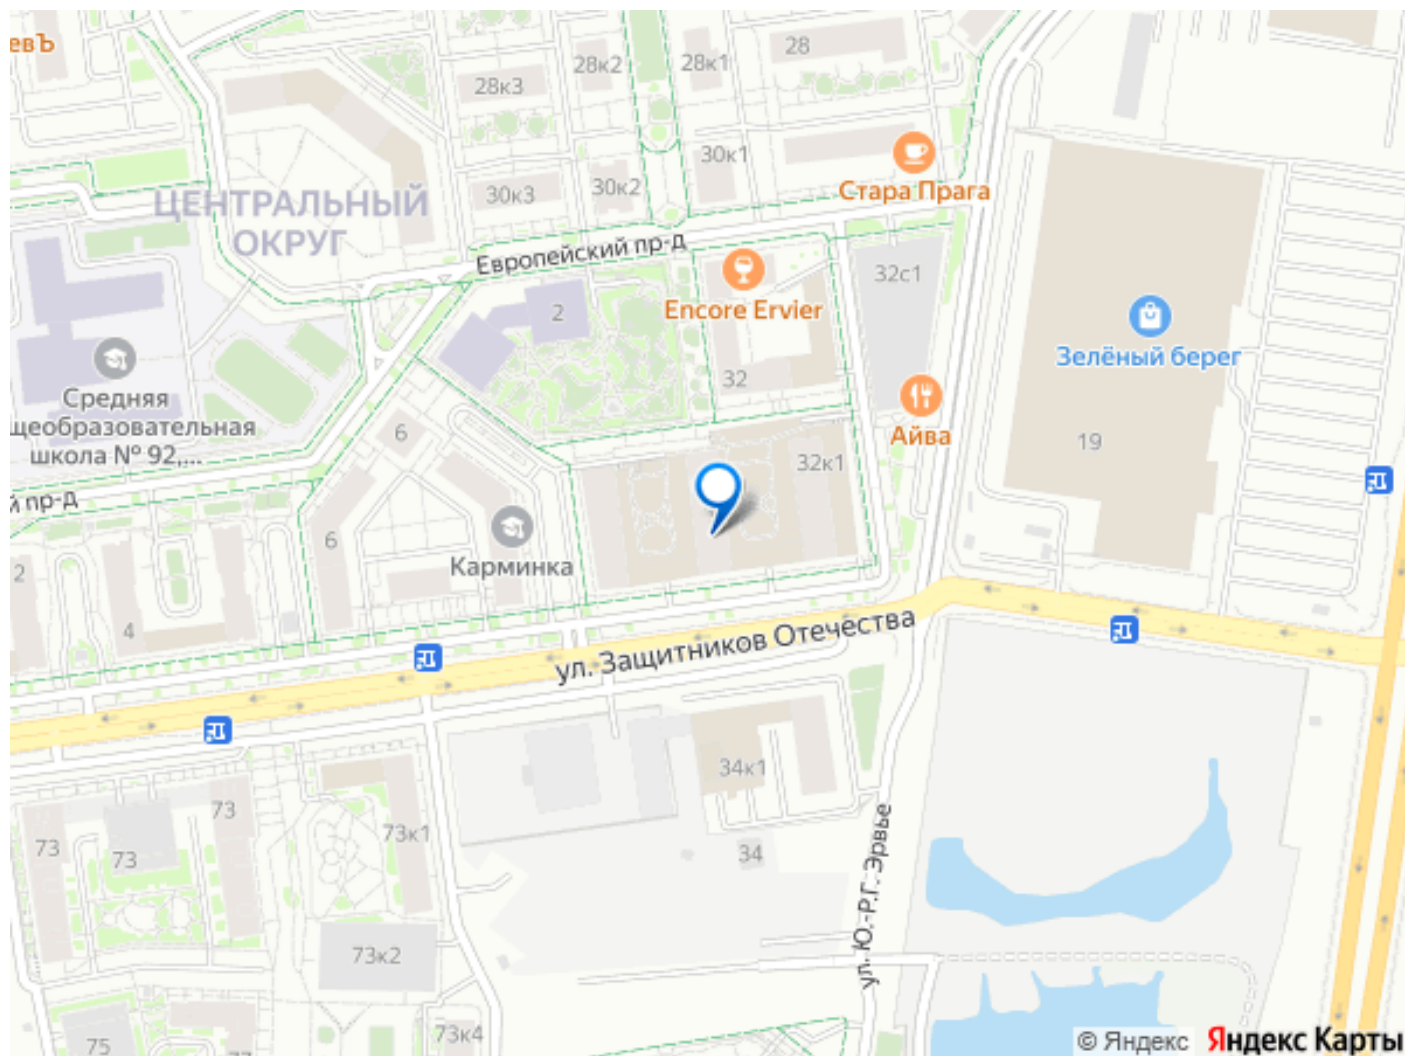 евЪ
28к2
28к1
28
28к3
30к1
Стара Прага
30к3
30к2
ЦЕНТРАЛЬНЫЙ
ОКРУГ
Европейский пр-д
32с1
2
Encore Ervier
Зелёный берег
Средняя
щеобразовательная
школа № 92,...
32
6
Айва
19
32к1
й пр-д
6
Карминка
2
4
ул. Защитников Отечества
34к1
73
73
73
73к1
34
ул. Ю.-Р.Г. Эрвье
73к2
73к4
75
77
© Яндекс Яндекс Карты